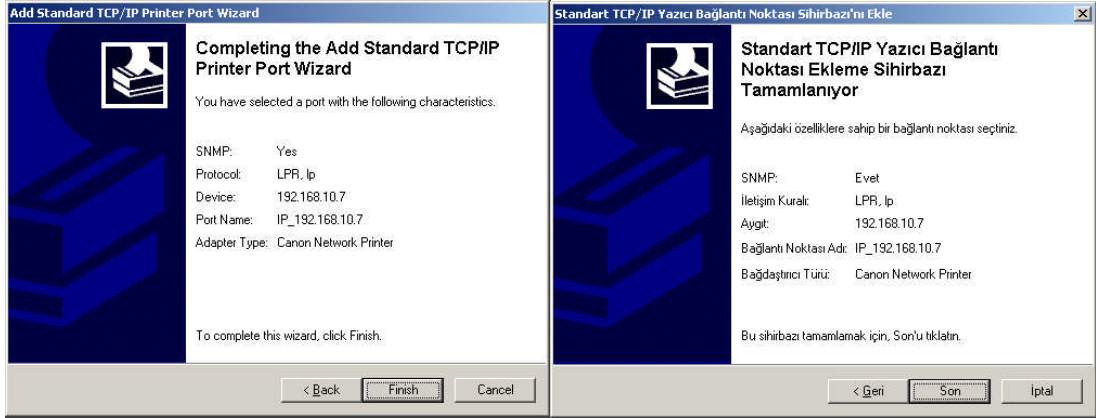 Add Standard TCP/IP Printer Port Wizard
Completing the Add Standard TCP/IP
Printer Port Wizard
You have selected a port with the following characteristics.
SNMP: Yes
Protocol: LPR, lp
Device: 192.168.10.7
Port Name: IP_192.168.10.7
Adapter Type: Canon Network Printer
To complete this wizard, click Finish.
< Back Finish Cancel
Standart TCP/IP Yazıcı Bağlantı Noktası Sihirbazı'nı Ekle
Standart TCP/IP Yazıcı Bağlantı
Noktası Ekleme Sihirbazı
Tamamlanıyor
Aşağıdaki özelliklere sahip bir bağlantı noktası seçtiniz.
SNMP: Evet
İletişim Kuralı: LPR, lp
Aygıt: 192.168.10.7
Bağlantı Noktası Adı: IP_192.168.10.7
Bağdaştırıcı Türü: Canon Network Printer
Bu sihirbazı tamamlamak için, Son'u tıklatın.
< Geri Son İptal